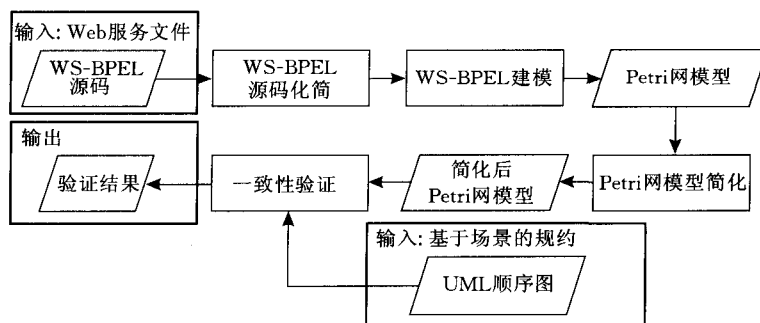 输入: Web服务文件
WS-BPEL
源码
WS-BPEL
源码化简
WS-BPEL建模
Petri网模型
输出
验证结果
一致性验证
简化后
Petri网模型
Petri网模型简化
输入: 基于场景的规约
UML顺序图